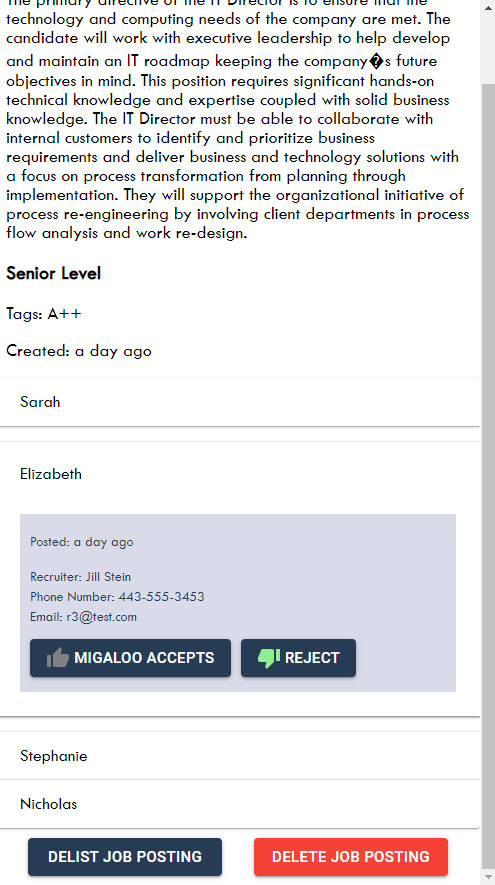 The primary directive of the IT Director is to ensure that the
technology and computing needs of the company are met. The
candidate will work with executive leadership to help develop
and maintain an IT roadmap keeping the company�s future
objectives in mind. This position requires significant hands-on
technical knowledge and expertise coupled with solid business
knowledge. The IT Director must be able to collaborate with
internal customers to identify and prioritize business
requirements and deliver business and technology solutions with
a focus on process transformation from planning through
implementation. They will support the organizational initiative of
process re-engineering by involving client departments in process
flow analysis and work re-design.
Senior Level
Tags: A++
Created: a day ago
Sarah
Elizabeth
Posted: a day ago
Recruiter: Jill Stein
Phone Number: 443-555-3453
Email: r3@test.com
MIGALOO ACCEPTS
REJECT
Stephanie
Nicholas
DELIST JOB POSTING
DELETE JOB POSTING